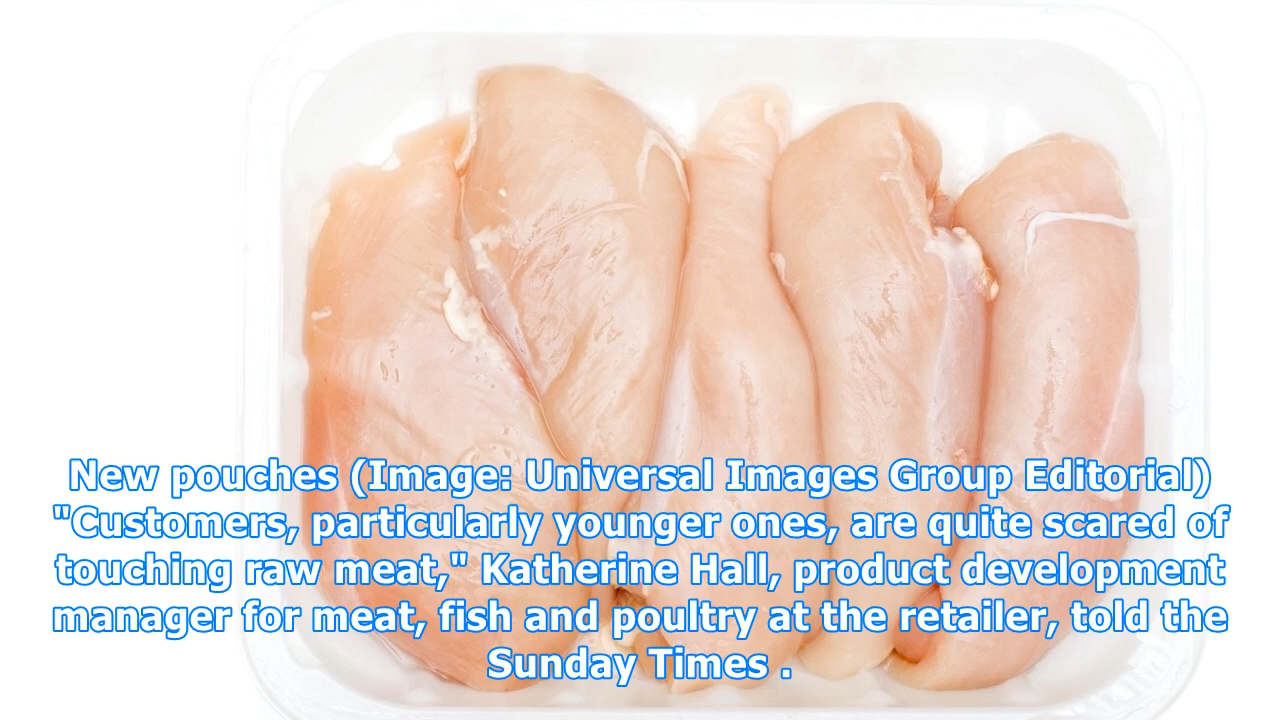 New pouches (Image: Universal Images Group Editorial)
"Customers, particularly younger ones, are quite scared of
touching raw meat," Katherine Hall, product development
manager for meat, fish and poultry at the retailer, told the
Sunday Times .